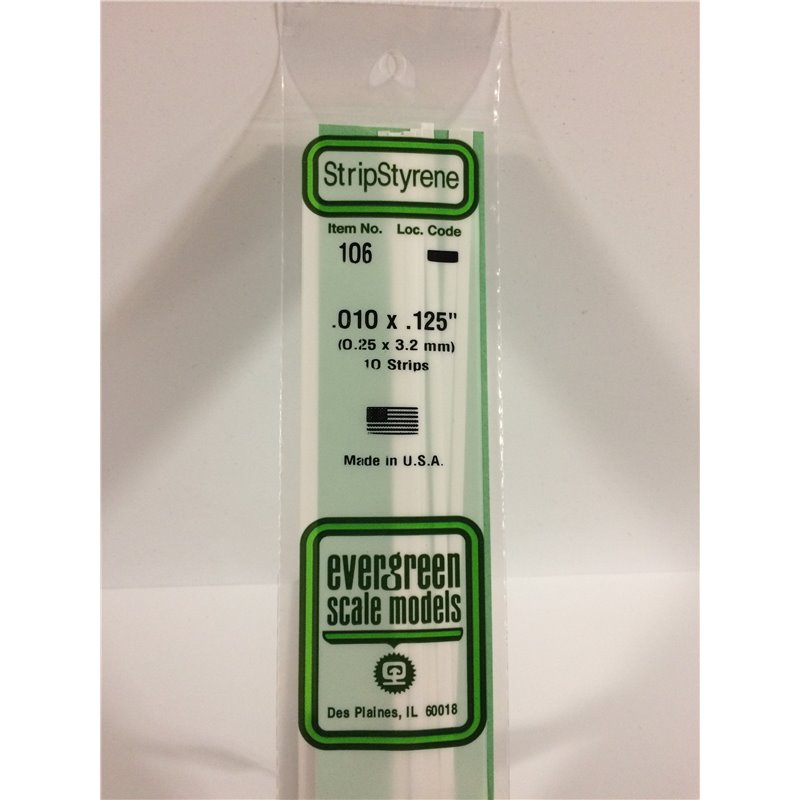 StripStyrene
Item No. Loc. Code
106
.010 x .125"
(0.25 x 3.2 mm)
10 Strips
Made in U.S.A.
evergreen
scale models
Des Plaines, IL 60018